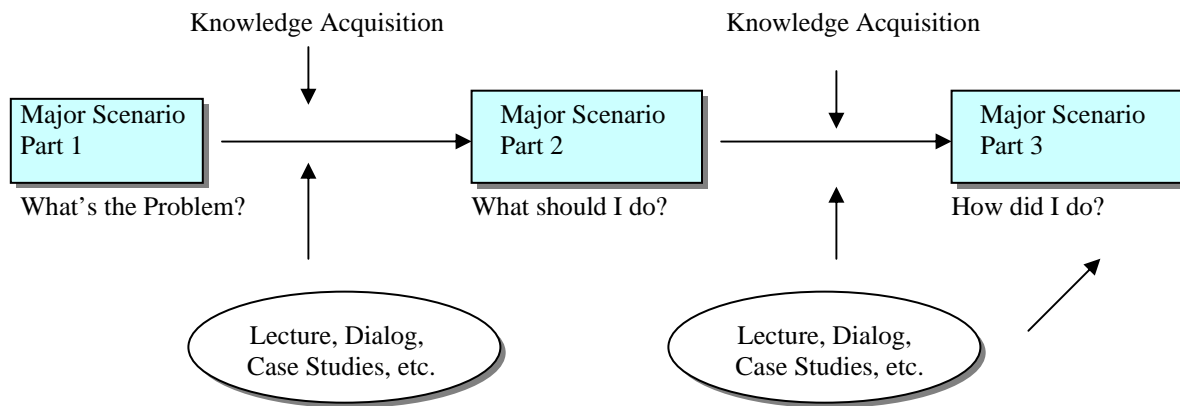 Knowledge Acquisition
Knowledge Acquisition
Major Scenario
Part 1
Major Scenario
Part 2
Major Scenario
Part 3
What’s the Problem?
What should I do?
How did I do?
Lecture, Dialog,
Case Studies, etc.
Lecture, Dialog,
Case Studies, etc.